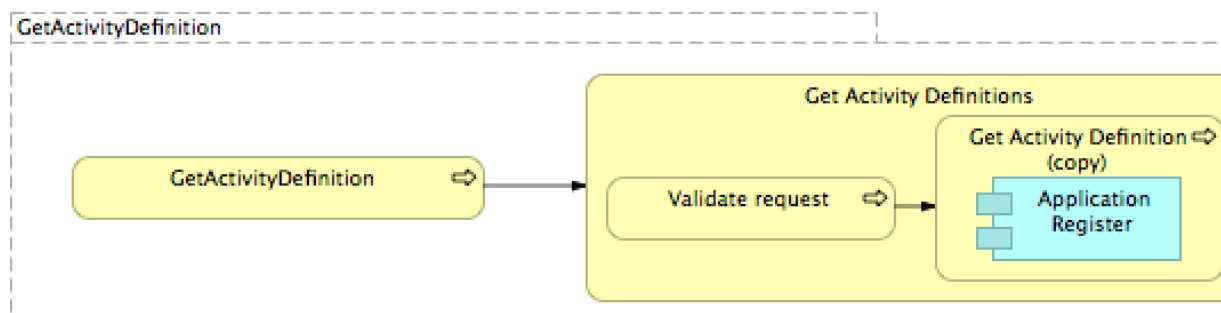 GetActivityDefinition
Get Activity Definitions
GetActivityDefinition
Validate request
Get Activity Definition
(copy)
Application
Register